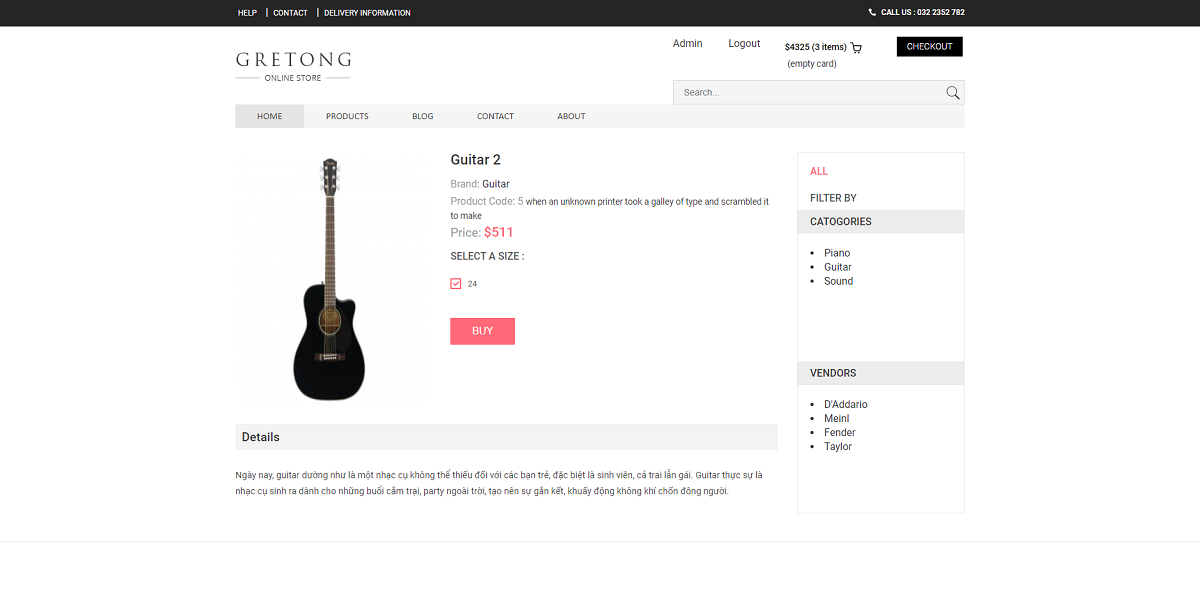 HELP CONTACT DELIVERY INFORMATION
CALL US : 032 2352 782
Admin Logout $4325 (3 items) CHECKOUT
(empty card)
GRETONG
ONLINE STORE
Search...
HOME PRODUCTS BLOG CONTACT ABOUT
Guitar 2
Brand: Guitar
Product Code: 5 when an unknown printer took a galley of type and scrambled it
to make
Price: $511
SELECT A SIZE :
24
BUY
Details
Ngày nay, guitar dường như là một nhạc cụ không thể thiếu đối với các bạn trẻ, đặc biệt là sinh viên, cả trai lẫn gái. Guitar thực sự là
nhạc cụ sinh ra dành cho những buổi cắm trại, party ngoài trời, tạo nên sự gắn kết, khuấy động không khí chốn đông người.
ALL
FILTER BY
CATOGORIES
Piano
Guitar
Sound
VENDORS
D'Addario
Meinl
Fender
Taylor